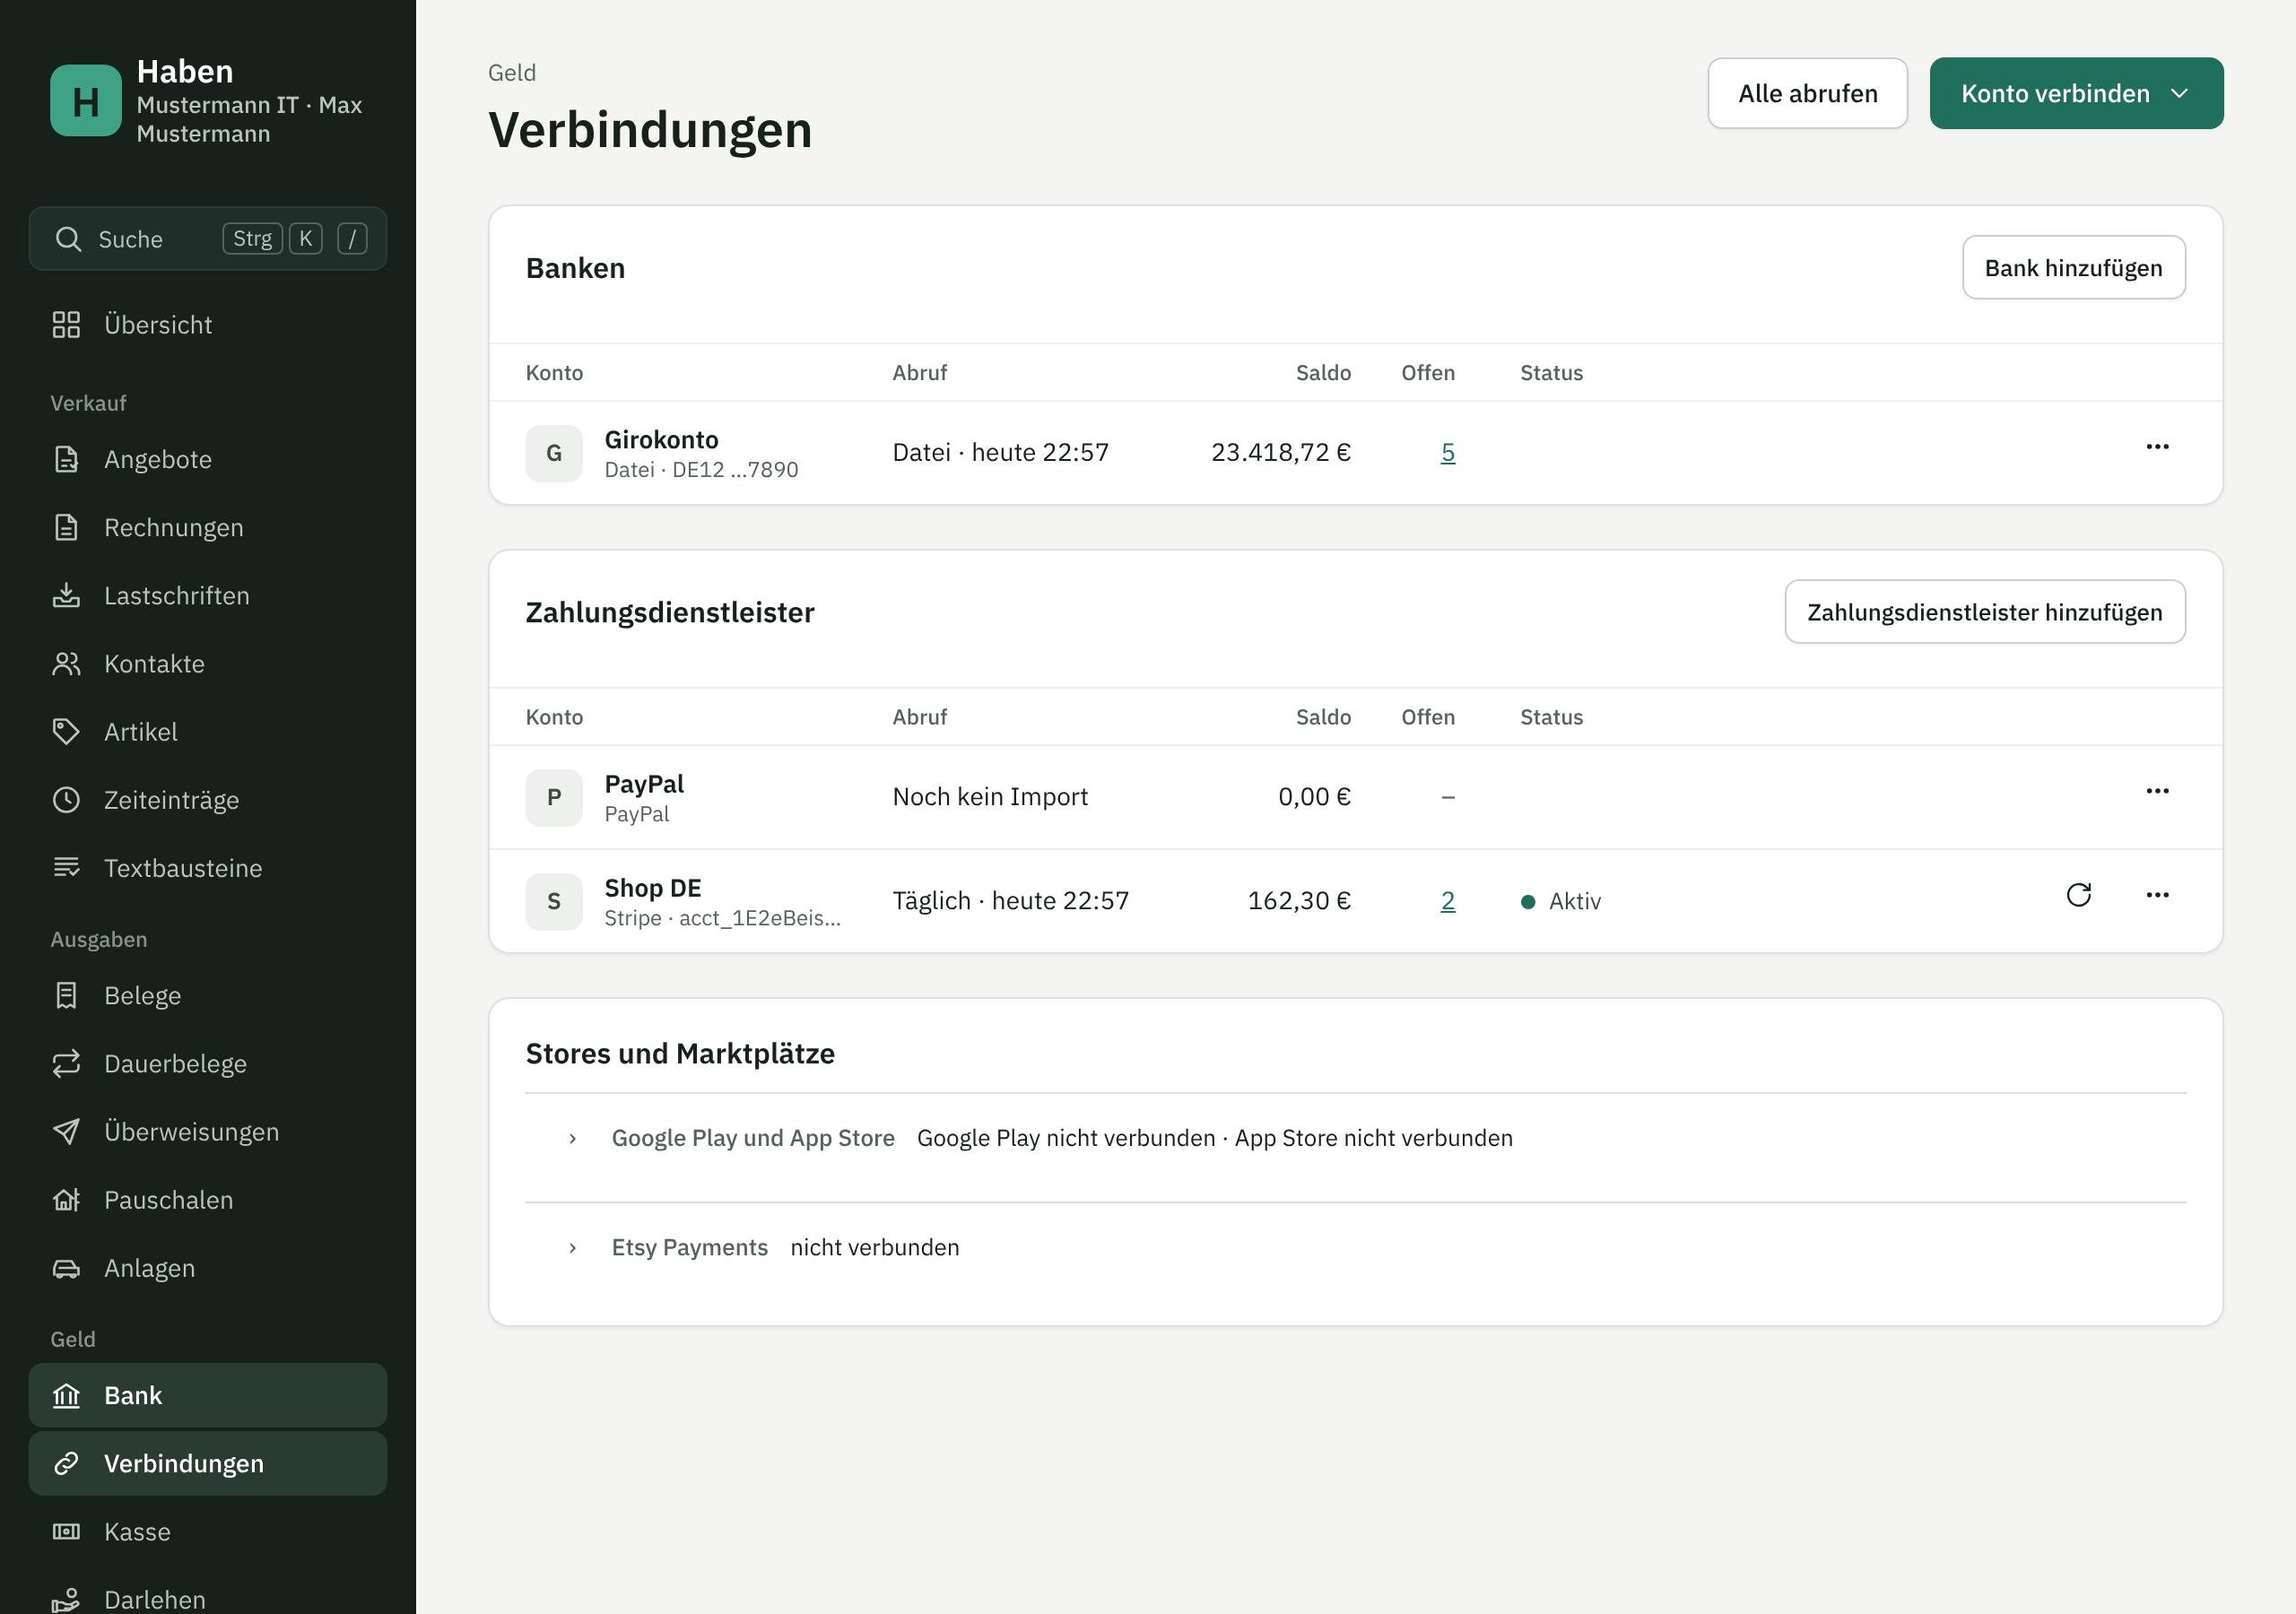 H
Haben
Mustermann IT · Max
Mustermann
Suche Strg K /
Übersicht
Verkauf
Angebote
Rechnungen
Lastschriften
Kontakte
Artikel
Zeiteinträge
Textbausteine
Ausgaben
Belege
Dauerbelege
Überweisungen
Pauschalen
Anlagen
Geld
Bank
Verbindungen
Kasse
Darlehen
Geld
Verbindungen
Alle abrufen
Konto verbinden
Banken
Bank hinzufügen
Konto Abruf Saldo Offen Status
G
Girokonto
Datei · DE12 ...7890
Datei · heute 22:57 23.418,72 € 5
Zahlungsdienstleister
Zahlungsdienstleister hinzufügen
Konto Abruf Saldo Offen Status
P
PayPal
PayPal
Noch kein Import 0,00 € –
S
Shop DE
Stripe · acct_1E2eBeis...
Täglich · heute 22:57 162,30 € 2 Aktiv
Stores und Marktplätze
Google Play und App Store Google Play nicht verbunden · App Store nicht verbunden
Etsy Payments nicht verbunden